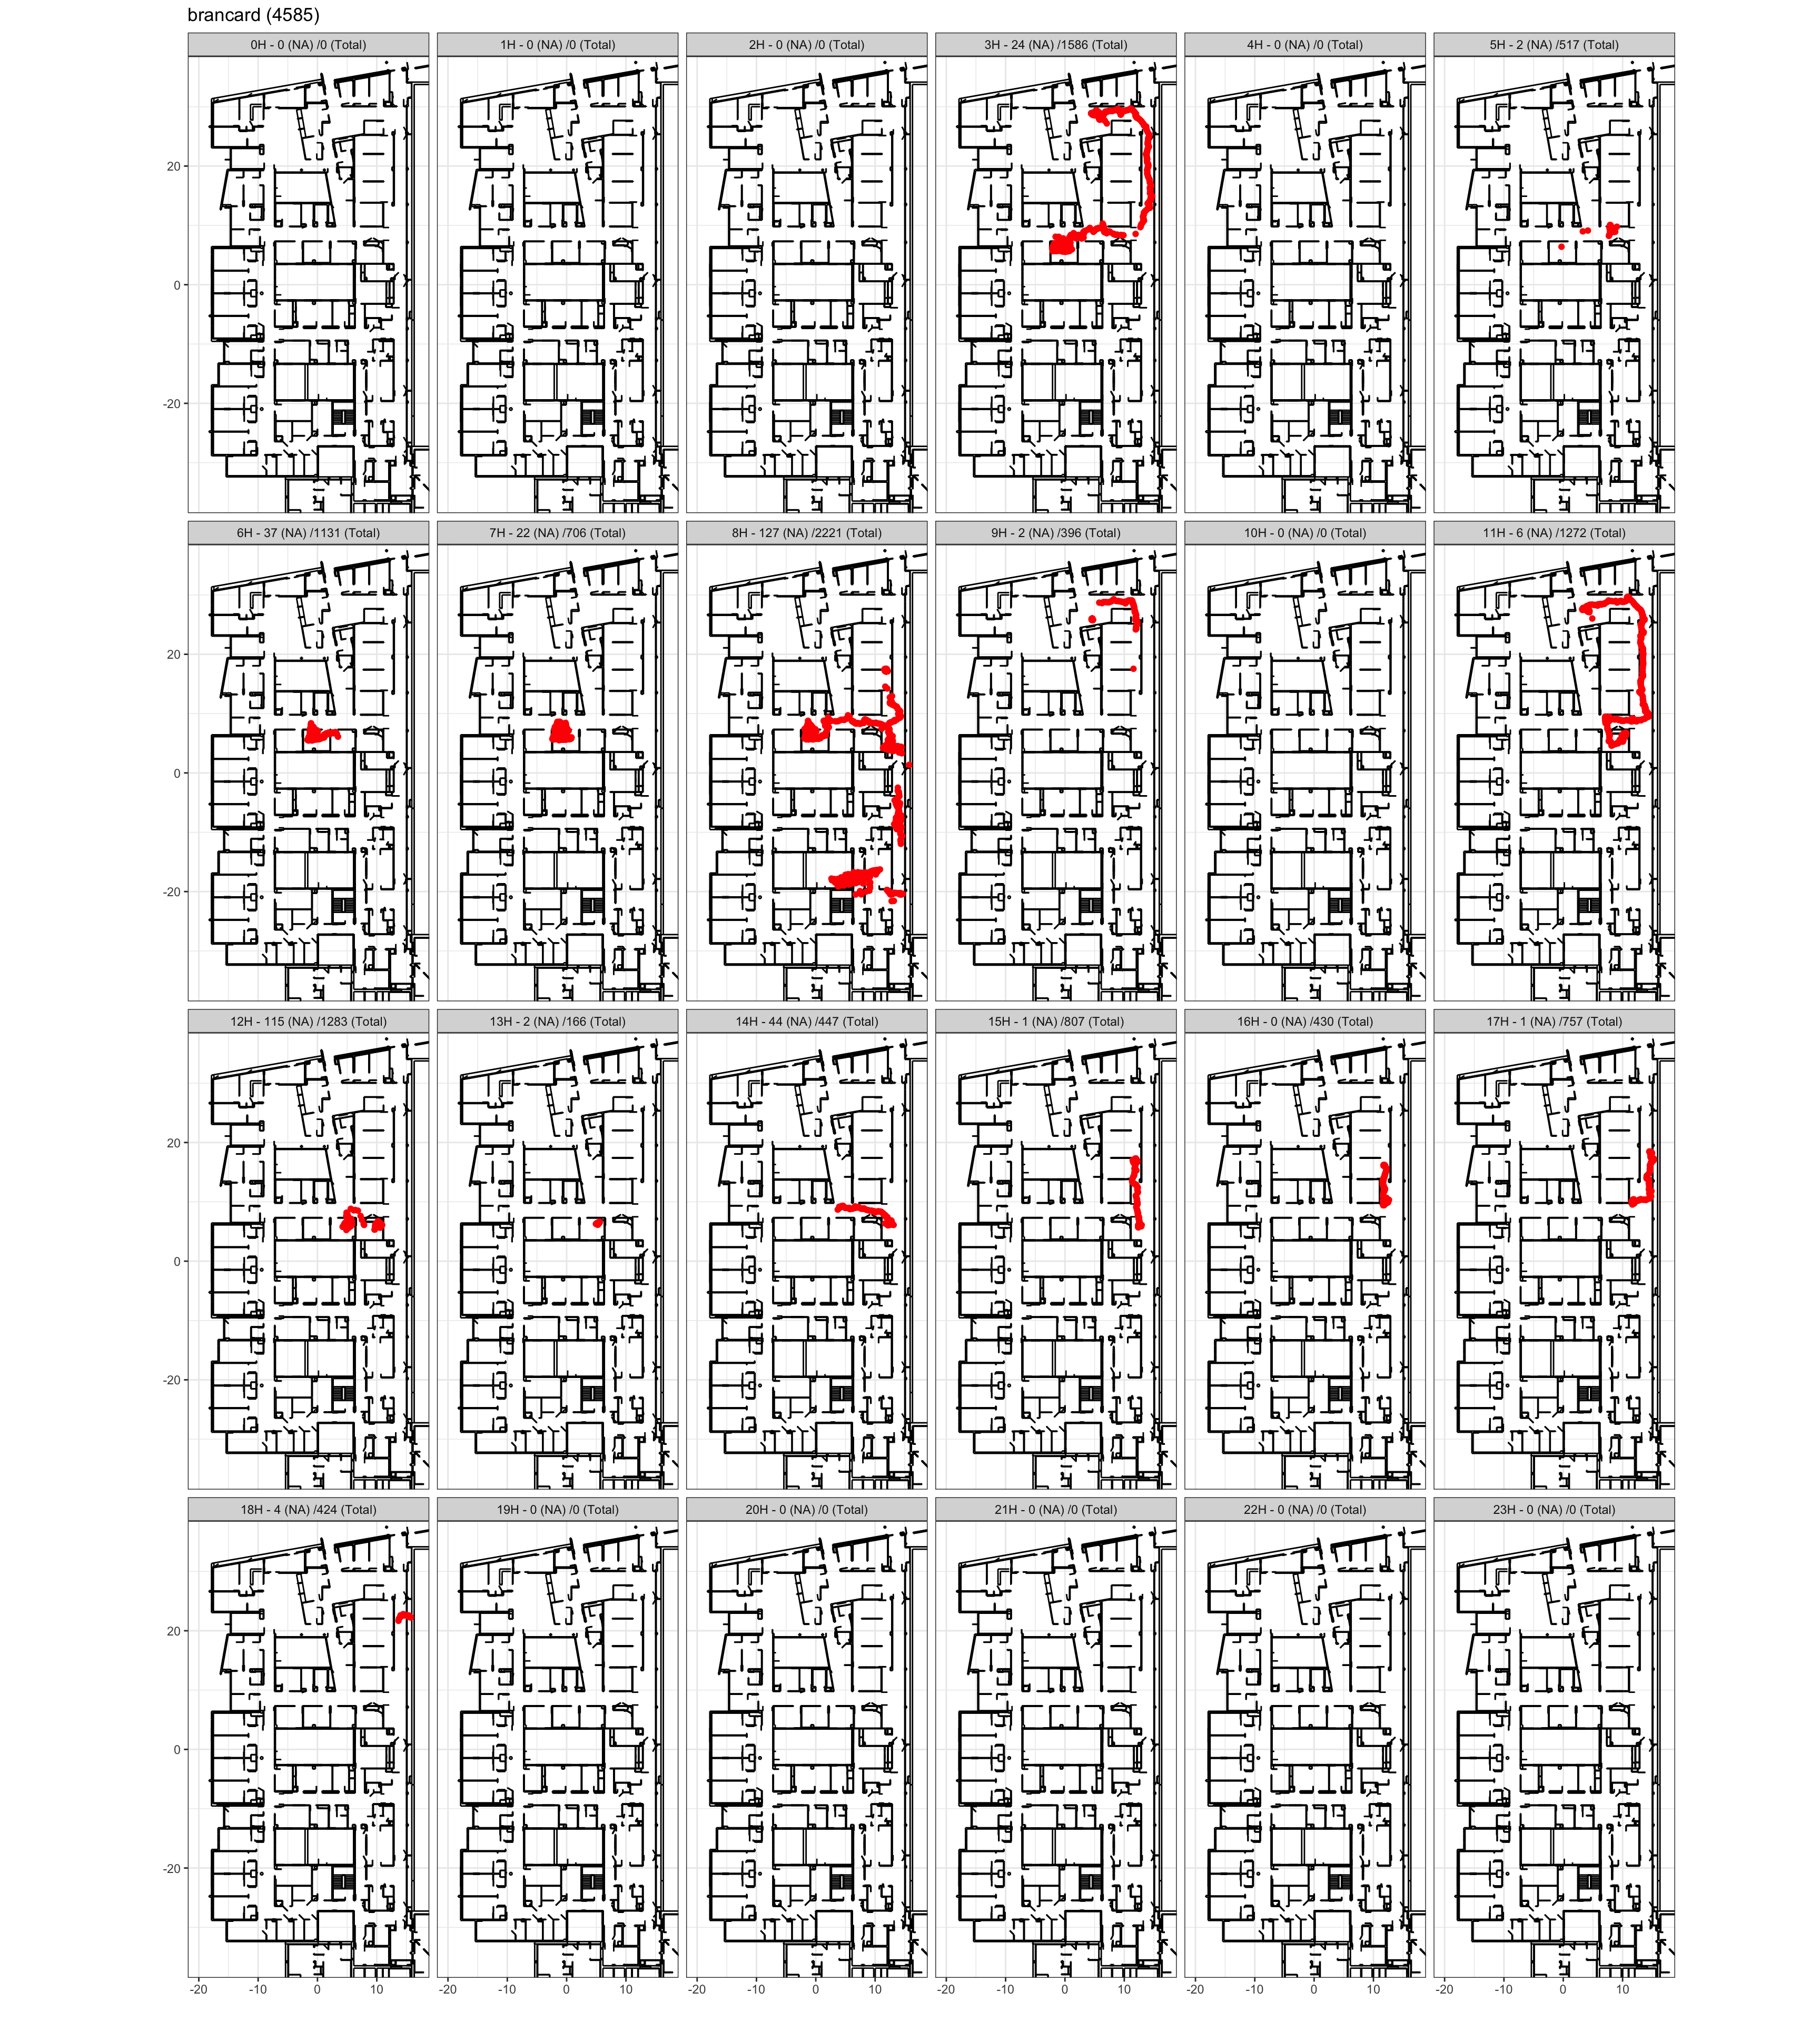 brancard (4585)
0H - 0 (NA) /0 (Total) 1H - 0 (NA) /0 (Total) 2H - 0 (NA) /0 (Total) 3H - 24 (NA) /1586 (Total) 4H - 0 (NA) /0 (Total) 5H - 2 (NA) /517 (Total)
20
0
-20
6H - 37 (NA) /1131 (Total) 7H - 22 (NA) /706 (Total) 8H - 127 (NA) /2221 (Total) 9H - 2 (NA) /396 (Total) 10H - 0 (NA) /0 (Total) 11H - 6 (NA) /1272 (Total)
20
0
-20
12H - 115 (NA) /1283 (Total) 13H - 2 (NA) /166 (Total) 14H - 44 (NA) /447 (Total) 15H - 1 (NA) /807 (Total) 16H - 0 (NA) /430 (Total) 17H - 1 (NA) /757 (Total)
20
0
-20
18H - 4 (NA) /424 (Total) 19H - 0 (NA) /0 (Total) 20H - 0 (NA) /0 (Total) 21H - 0 (NA) /0 (Total) 22H - 0 (NA) /0 (Total) 23H - 0 (NA) /0 (Total)
20
0
-20
-20 -10 0 10 -20 -10 0 10 -20 -10 0 10 -20 -10 0 10 -20 -10 0 10 -20 -10 0 10